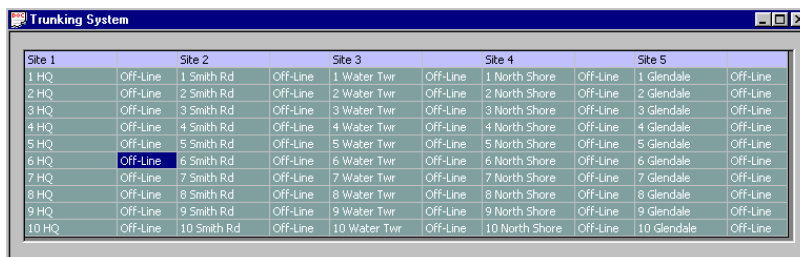 Trunking System
Site 1 Site 2 Site 3 Site 4 Site 5
1 HQ Off-Line 1 Smith Rd Off-Line 1 Water Twr Off-Line 1 North Shore Off-Line 1 Glendale Off-Line
2 HQ Off-Line 2 Smith Rd Off-Line 2 Water Twr Off-Line 2 North Shore Off-Line 2 Glendale Off-Line
3 HQ Off-Line 3 Smith Rd Off-Line 3 Water Twr Off-Line 3 North Shore Off-Line 3 Glendale Off-Line
4 HQ Off-Line 4 Smith Rd Off-Line 4 Water Twr Off-Line 4 North Shore Off-Line 4 Glendale Off-Line
5 HQ Off-Line 5 Smith Rd Off-Line 5 Water Twr Off-Line 5 North Shore Off-Line 5 Glendale Off-Line
6 HQ Off-Line 6 Smith Rd Off-Line 6 Water Twr Off-Line 6 North Shore Off-Line 6 Glendale Off-Line
7 HQ Off-Line 7 Smith Rd Off-Line 7 Water Twr Off-Line 7 North Shore Off-Line 7 Glendale Off-Line
8 HQ Off-Line 8 Smith Rd Off-Line 8 Water Twr Off-Line 8 North Shore Off-Line 8 Glendale Off-Line
9 HQ Off-Line 9 Smith Rd Off-Line 9 Water Twr Off-Line 9 North Shore Off-Line 9 Glendale Off-Line
10 HQ Off-Line 10 Smith Rd Off-Line 10 Water Twr Off-Line 10 North Shore Off-Line 10 Glendale Off-Line